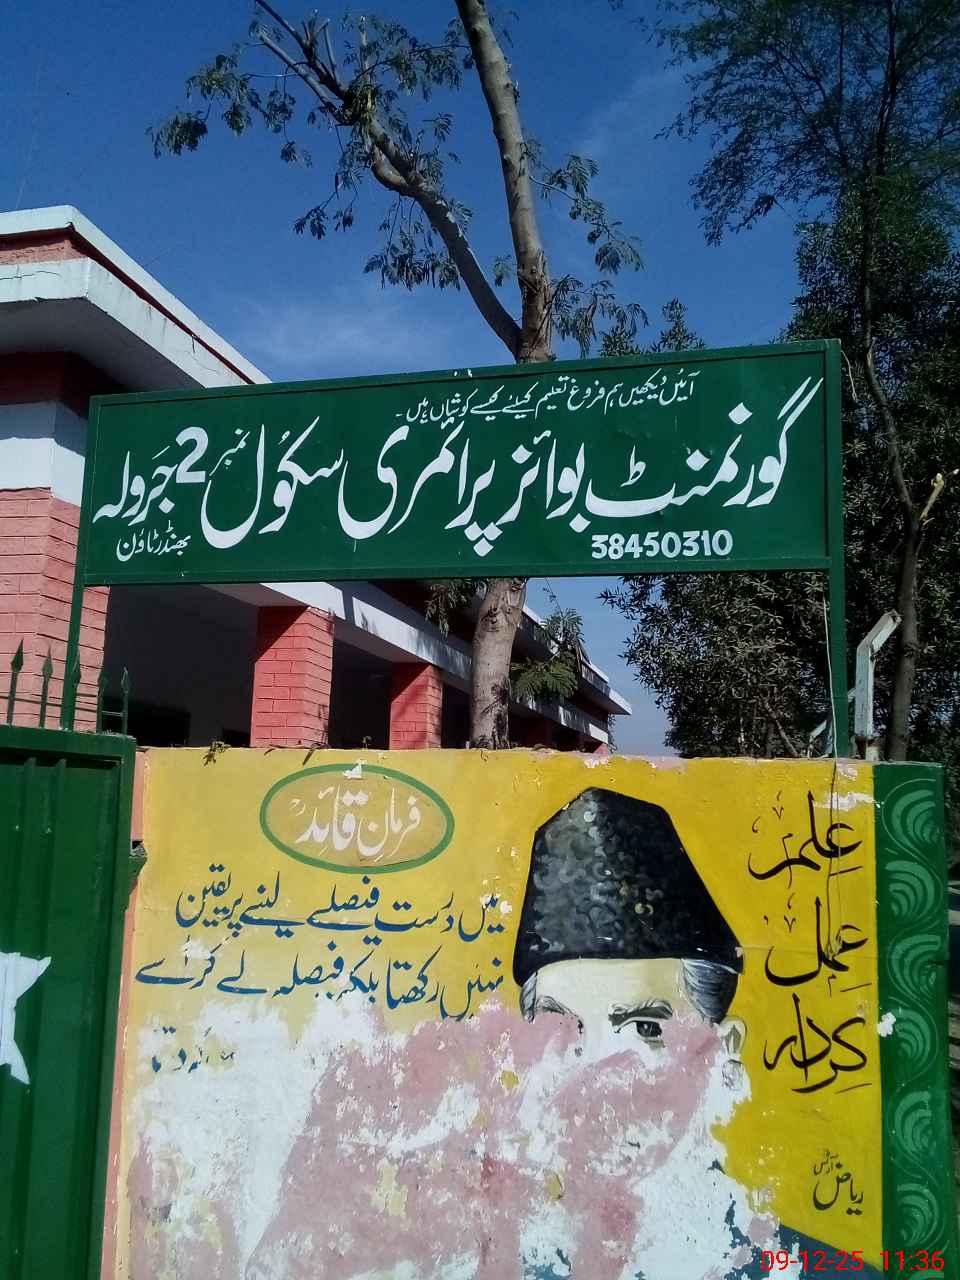 آئیں دیکھیں ہم فروغ تعلیم کیلئے کیسے کوشاں ہیں۔
گورنمنٹ بوائز پرائمری سکول نمبر 2 جرولہ
بھنڈر ٹاؤن
38450310
فرمانِ قائد
میں درست فیصلے لینے پر یقین
نہیں رکھتا بلکہ فیصلہ لے کر اُسے
علم
عمل
کردار
ریاض آرٹس
09-12-25 11:36